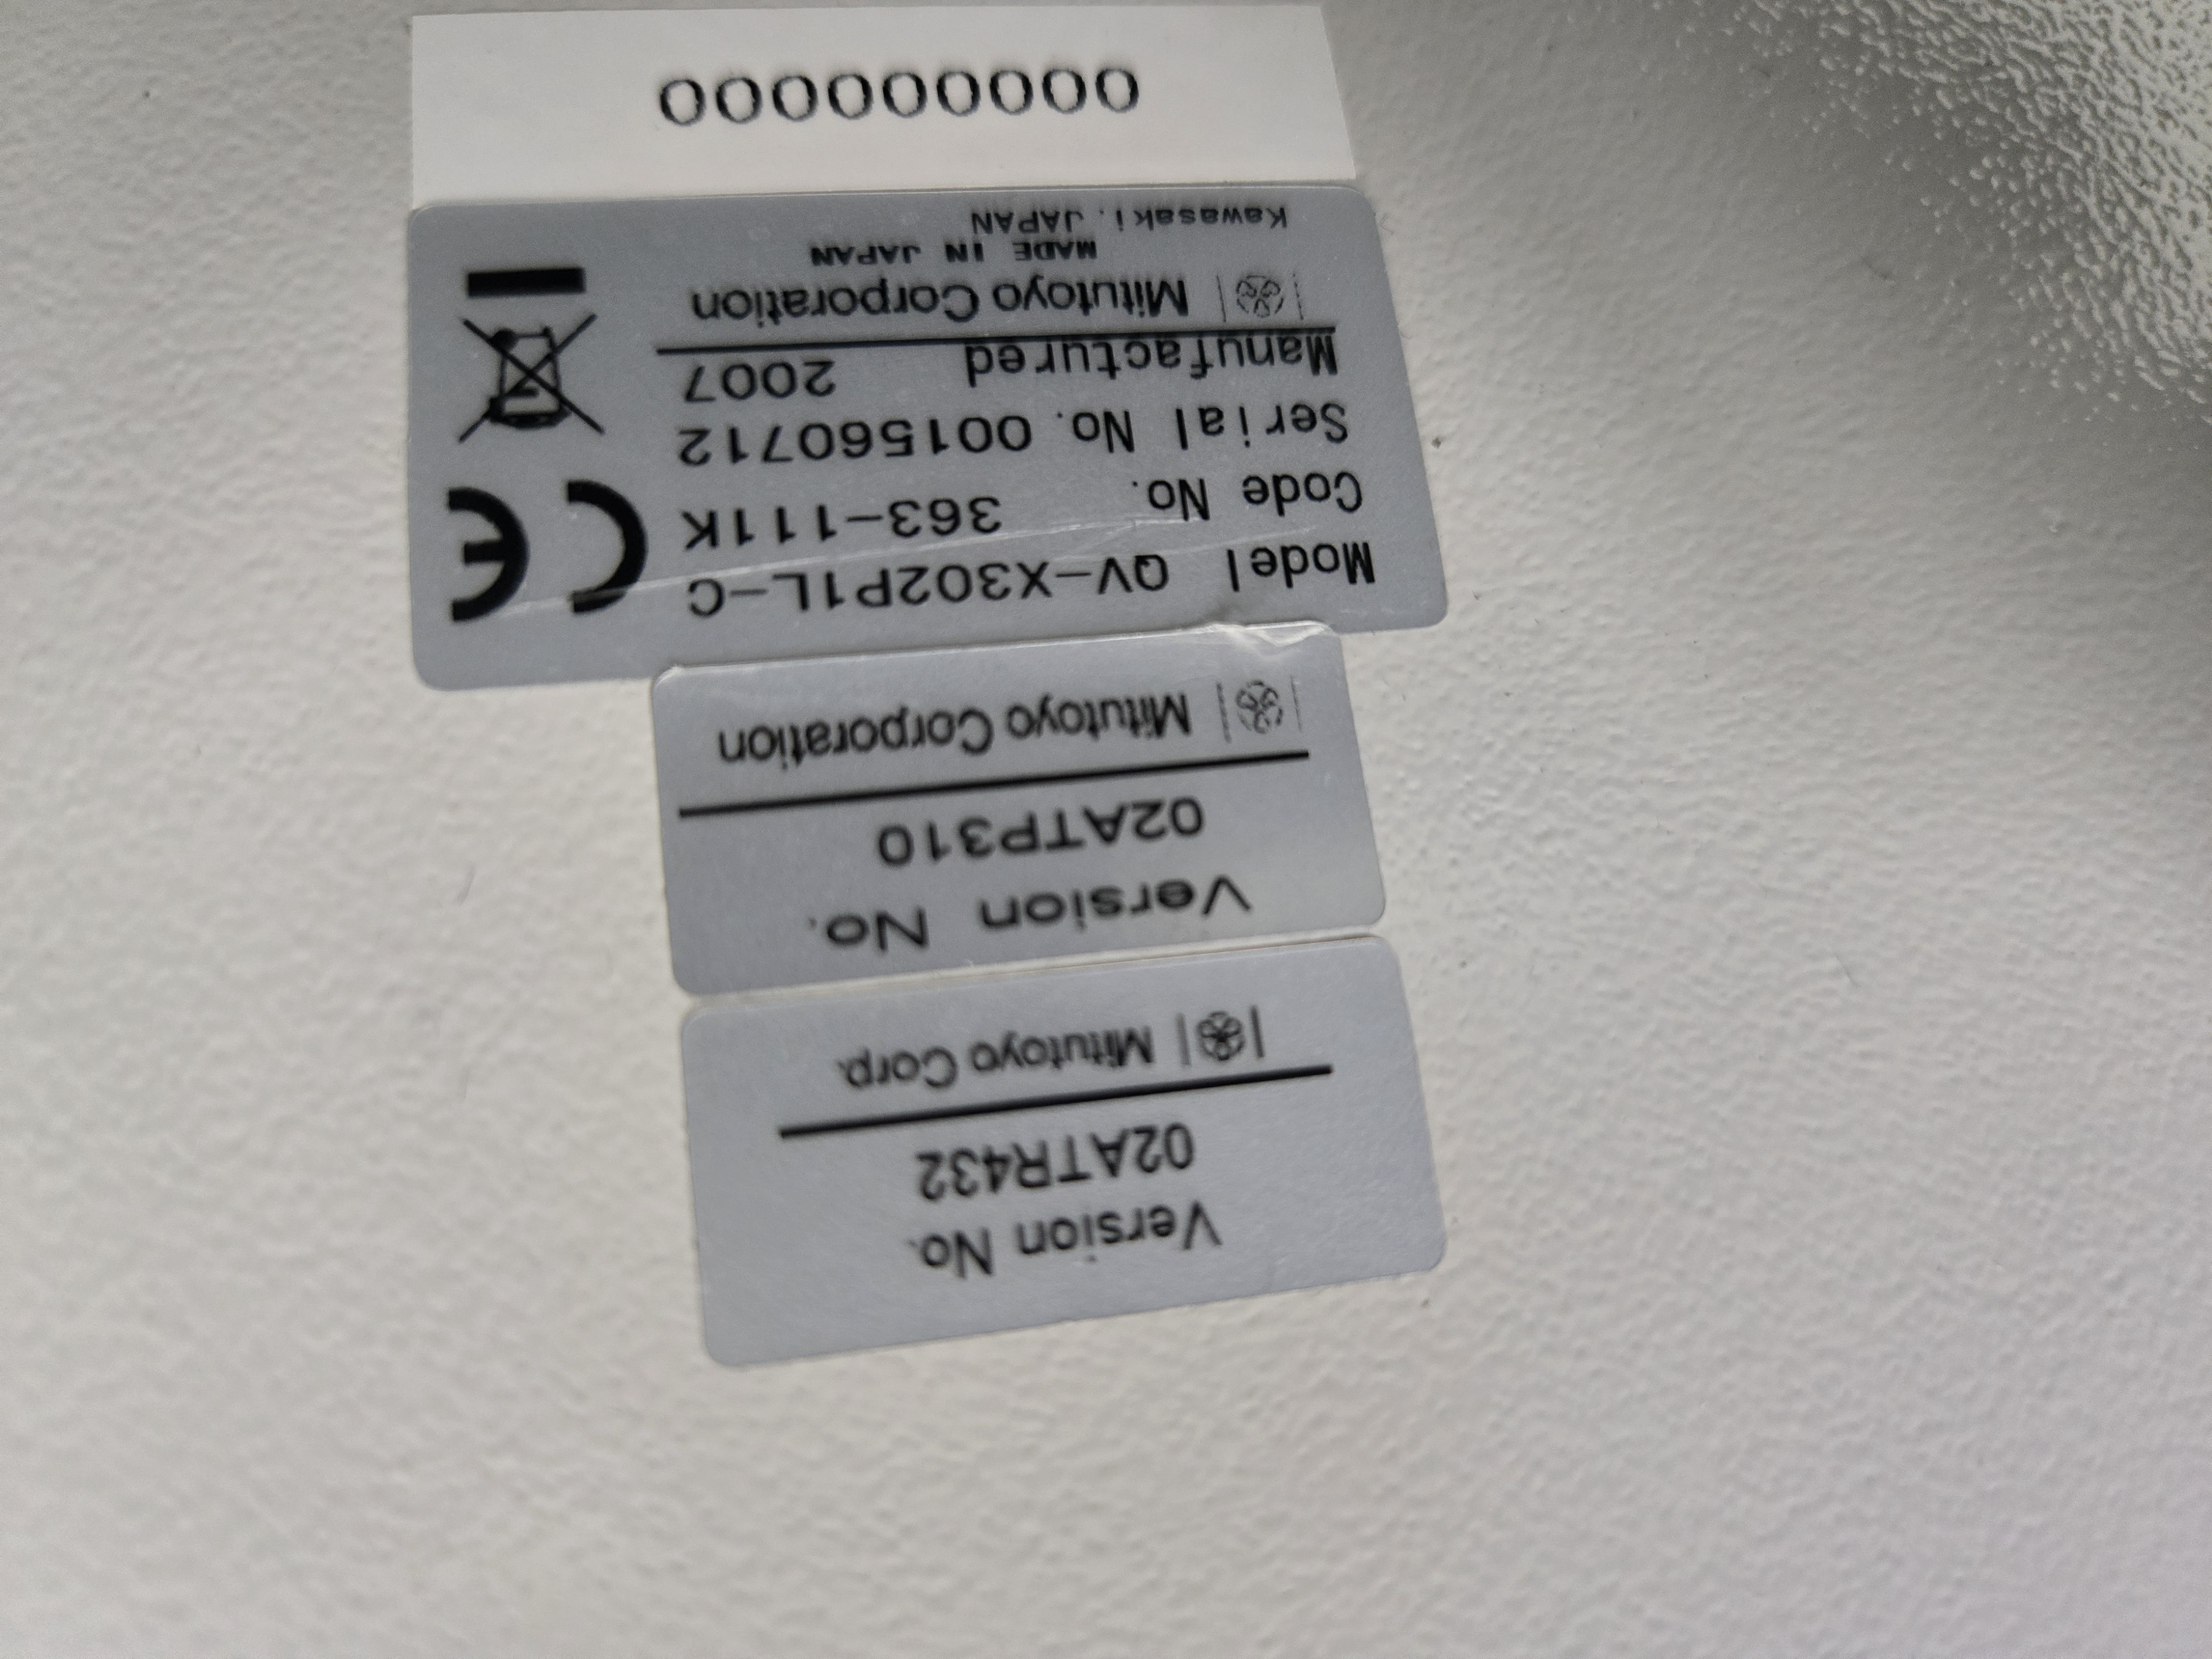 Version No.
02ATR432
Mitutoyo Corp.
Version No.
02ATP310
Mitutoyo Corporation
Model QV-X302P1L-C
Code No. 363-111K
Serial No. 001560712
Manufactured 2007
Mitutoyo Corporation
MADE IN JAPAN
Kawasaki, JAPAN
CE
000000000